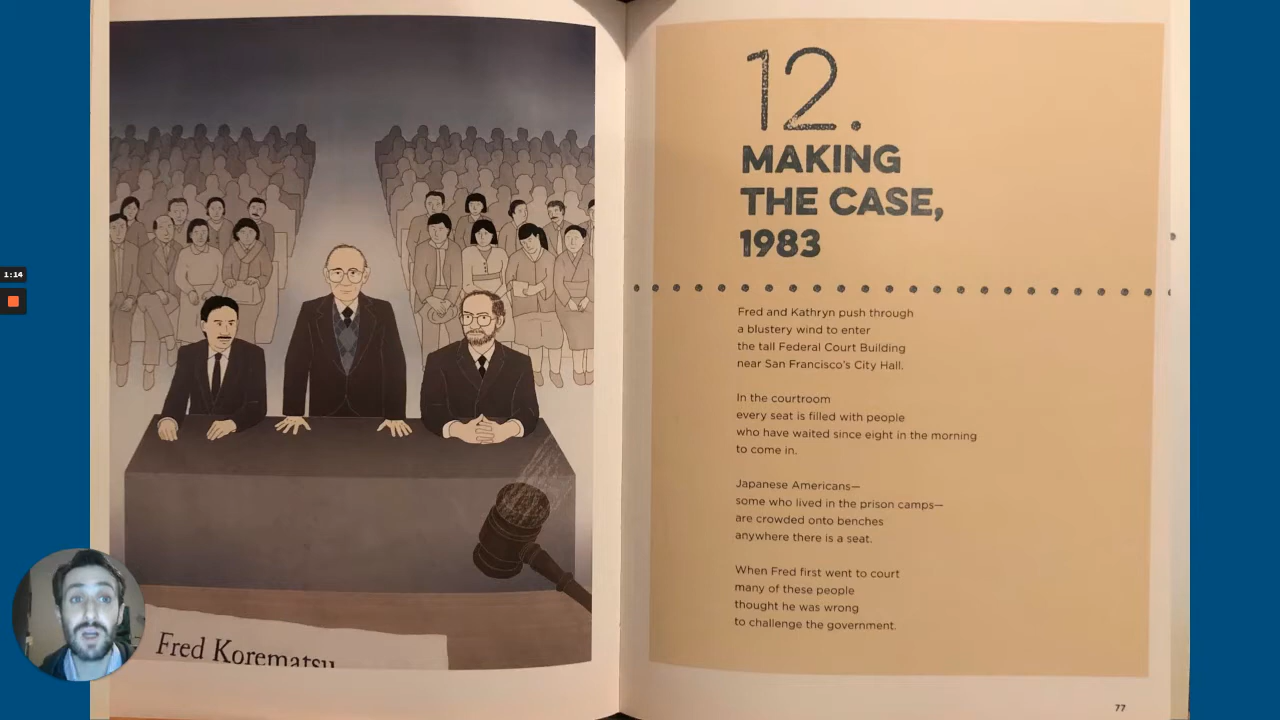 1:14
Fred Korematsu
12.
MAKING
THE CASE,
1983
Fred and Kathryn push through
a blustery wind to enter
the tall Federal Court Building
near San Francisco's City Hall.
In the courtroom
every seat is filled with people
who have waited since eight in the morning
to come in.
Japanese Americans—
some who lived in the prison camps—
are crowded onto benches
anywhere there is a seat.
When Fred first went to court
many of these people
thought he was wrong
to challenge the government.
77